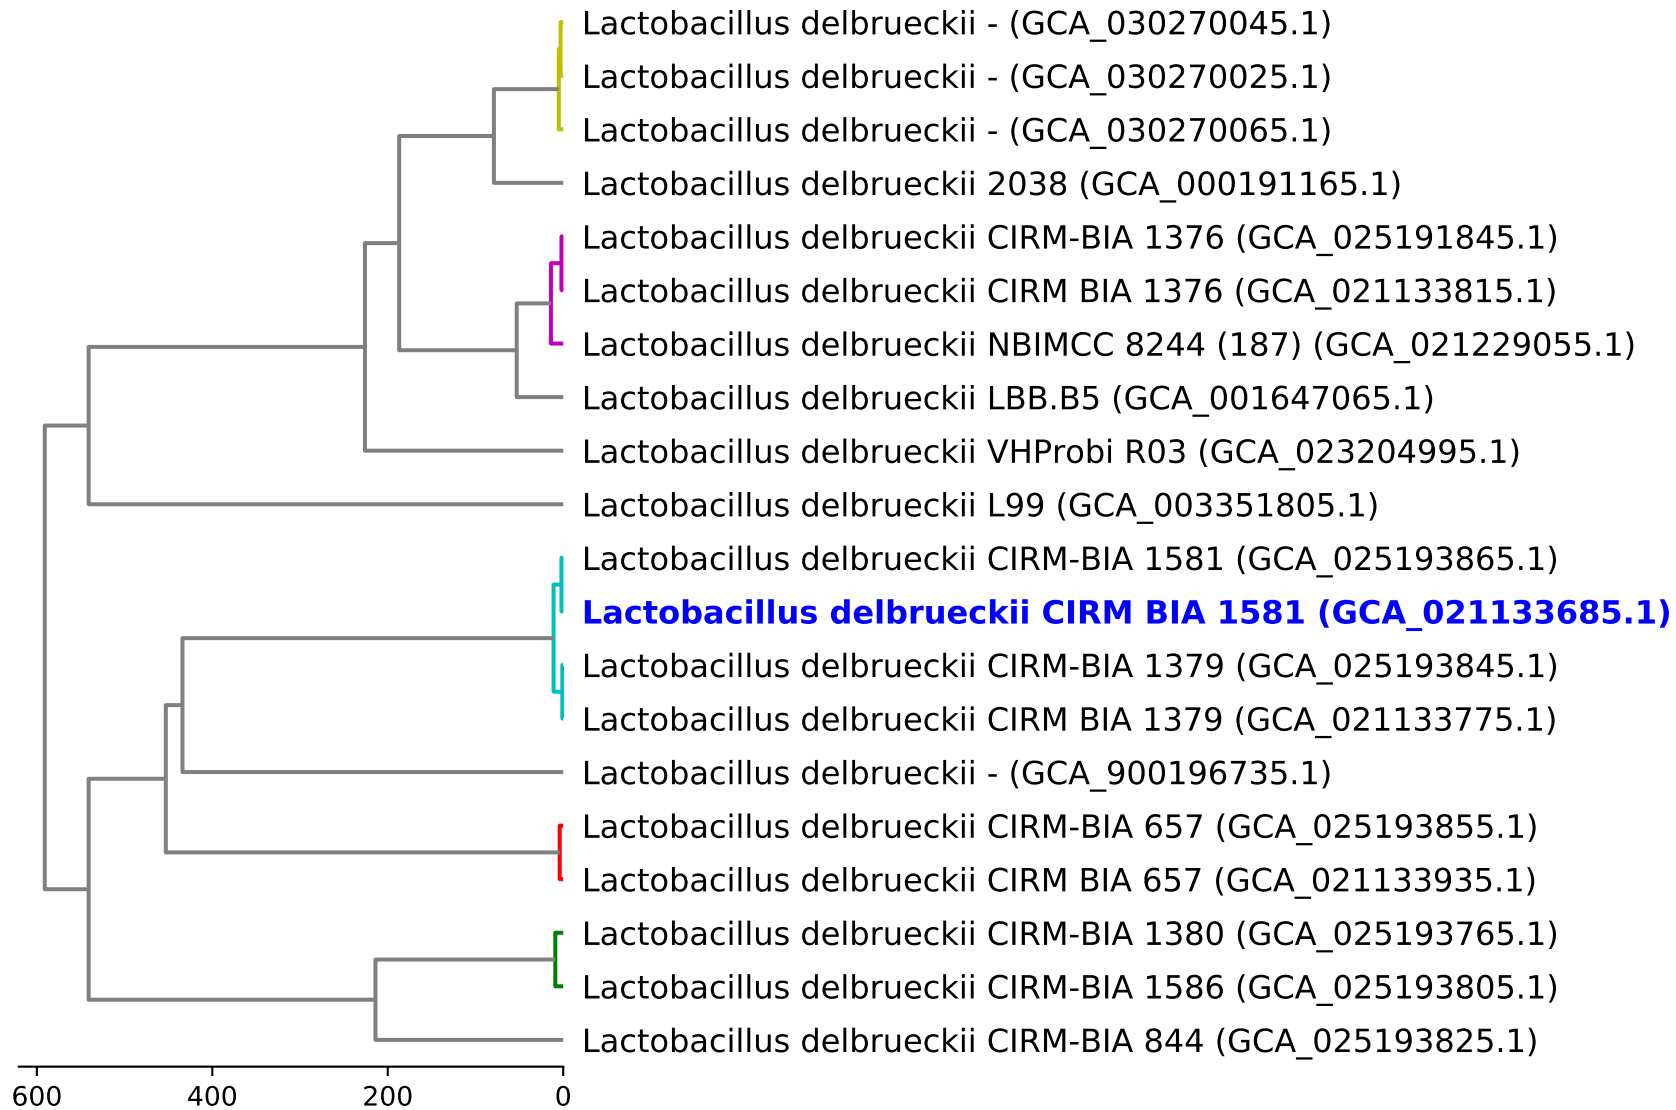 Lactobacillus delbrueckii - (GCA_030270045.1)
Lactobacillus delbrueckii - (GCA_030270025.1)
Lactobacillus delbrueckii - (GCA_030270065.1)
Lactobacillus delbrueckii 2038 (GCA_000191165.1)
Lactobacillus delbrueckii CIRM-BIA 1376 (GCA_025191845.1)
Lactobacillus delbrueckii CIRM BIA 1376 (GCA_021133815.1)
Lactobacillus delbrueckii NBIMCC 8244 (187) (GCA_021229055.1)
Lactobacillus delbrueckii LBB.B5 (GCA_001647065.1)
Lactobacillus delbrueckii VHProbi R03 (GCA_023204995.1)
Lactobacillus delbrueckii L99 (GCA_003351805.1)
Lactobacillus delbrueckii CIRM-BIA 1581 (GCA_025193865.1)
Lactobacillus delbrueckii CIRM BIA 1581 (GCA_021133685.1)
Lactobacillus delbrueckii CIRM-BIA 1379 (GCA_025193845.1)
Lactobacillus delbrueckii CIRM BIA 1379 (GCA_021133775.1)
Lactobacillus delbrueckii - (GCA_900196735.1)
Lactobacillus delbrueckii CIRM-BIA 657 (GCA_025193855.1)
Lactobacillus delbrueckii CIRM BIA 657 (GCA_021133935.1)
Lactobacillus delbrueckii CIRM-BIA 1380 (GCA_025193765.1)
Lactobacillus delbrueckii CIRM-BIA 1586 (GCA_025193805.1)
Lactobacillus delbrueckii CIRM-BIA 844 (GCA_025193825.1)
600 400 200 0